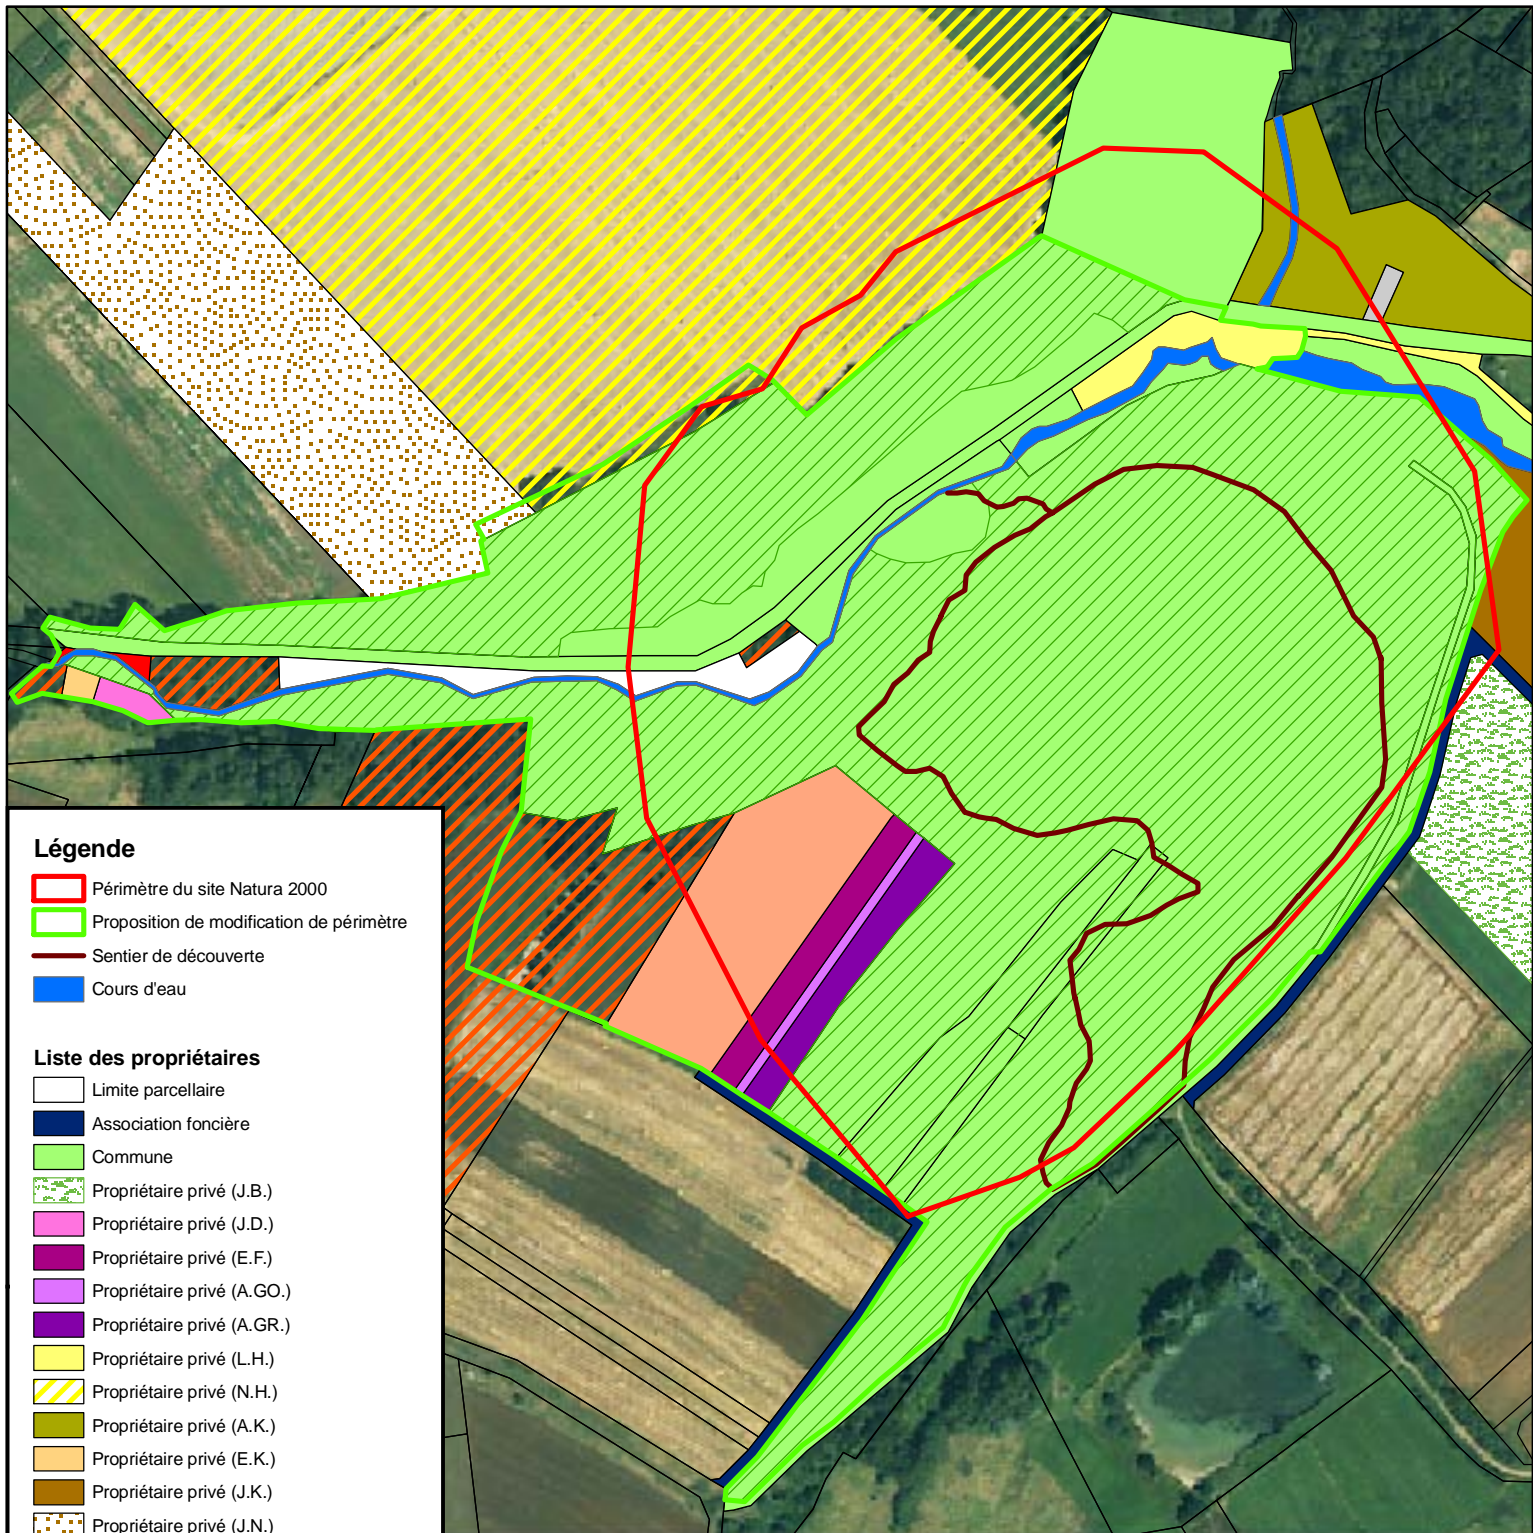 Légende
Périmètre du site Natura 2000
Proposition de modification de périmètre
Sentier de découverte
Cours d'eau
Liste des propriétaires
Limite parcellaire
Association foncière
Commune
Propriétaire privé (J.B.)
Propriétaire privé (J.D.)
Propriétaire privé (E.F.)
Propriétaire privé (A.GO.)
Propriétaire privé (A.GR.)
Propriétaire privé (L.H.)
Propriétaire privé (N.H.)
Propriétaire privé (A.K.)
Propriétaire privé (E.K.)
Propriétaire privé (J.K.)
Propriétaire privé (J.N.)